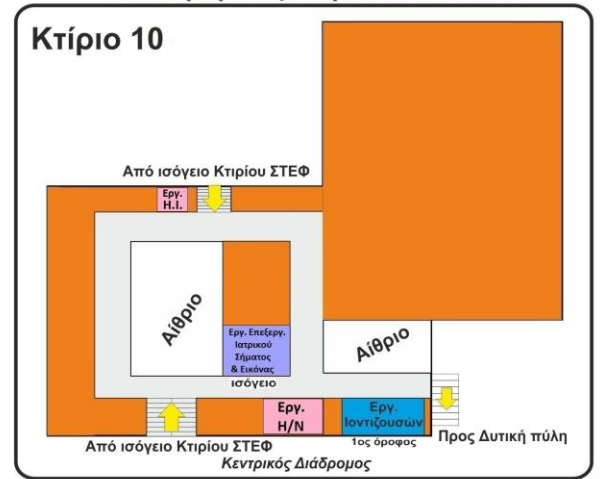 Κτίριο 10
Από ισόγειο Κτιρίου ΣΤΕΦ
Εργ.
Η.Ι.
Αίθριο
Εργ. Επεξεργ.
Ιατρικού
Σήματος
& Εικόνας
ισόγειο
Αίθριο
Εργ.
Η/Ν
Εργ.
Ιοντιζουσών
1ος όροφος
Προς Δυτική πύλη
Από ισόγειο Κτιρίου ΣΤΕΦ
Κεντρικός Διάδρομος